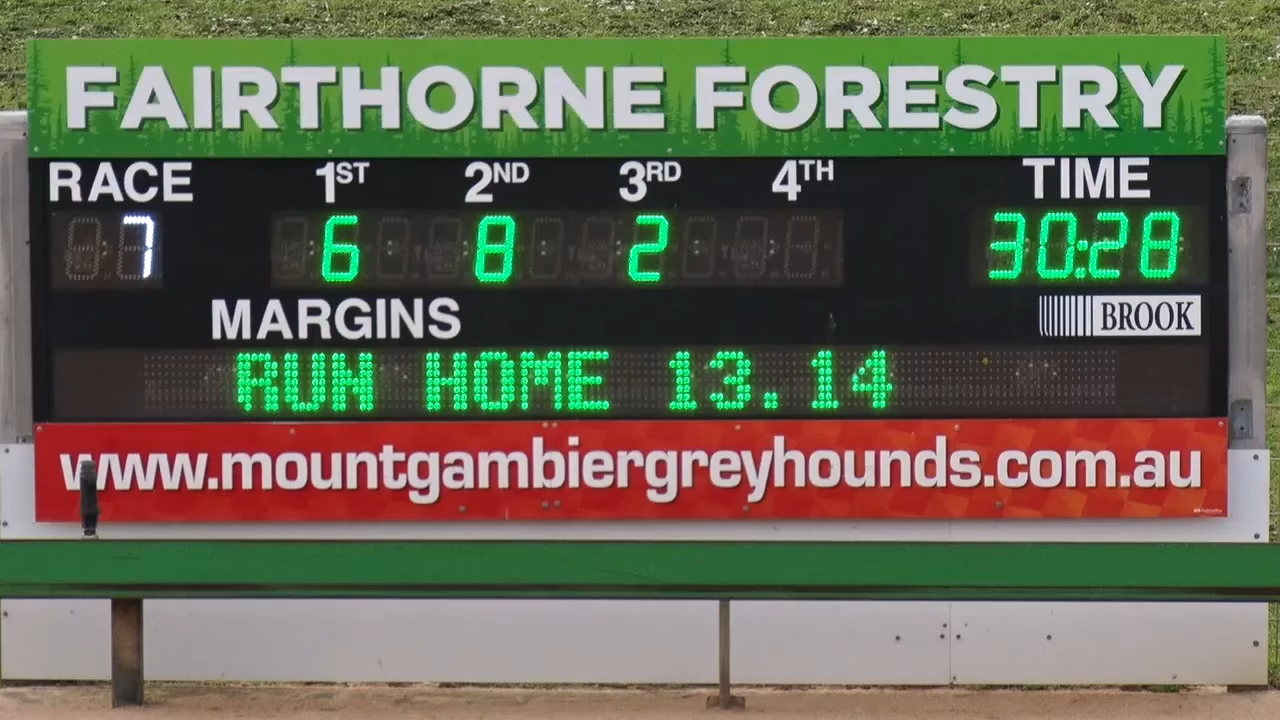 FAIRTHORNE FORESTRY
RACE 1ST 2ND 3RD 4TH TIME
7 6 8 2 30:28
MARGINS BROOK
RUN HOME 13.14
www.mountgambiergreyhounds.com.au